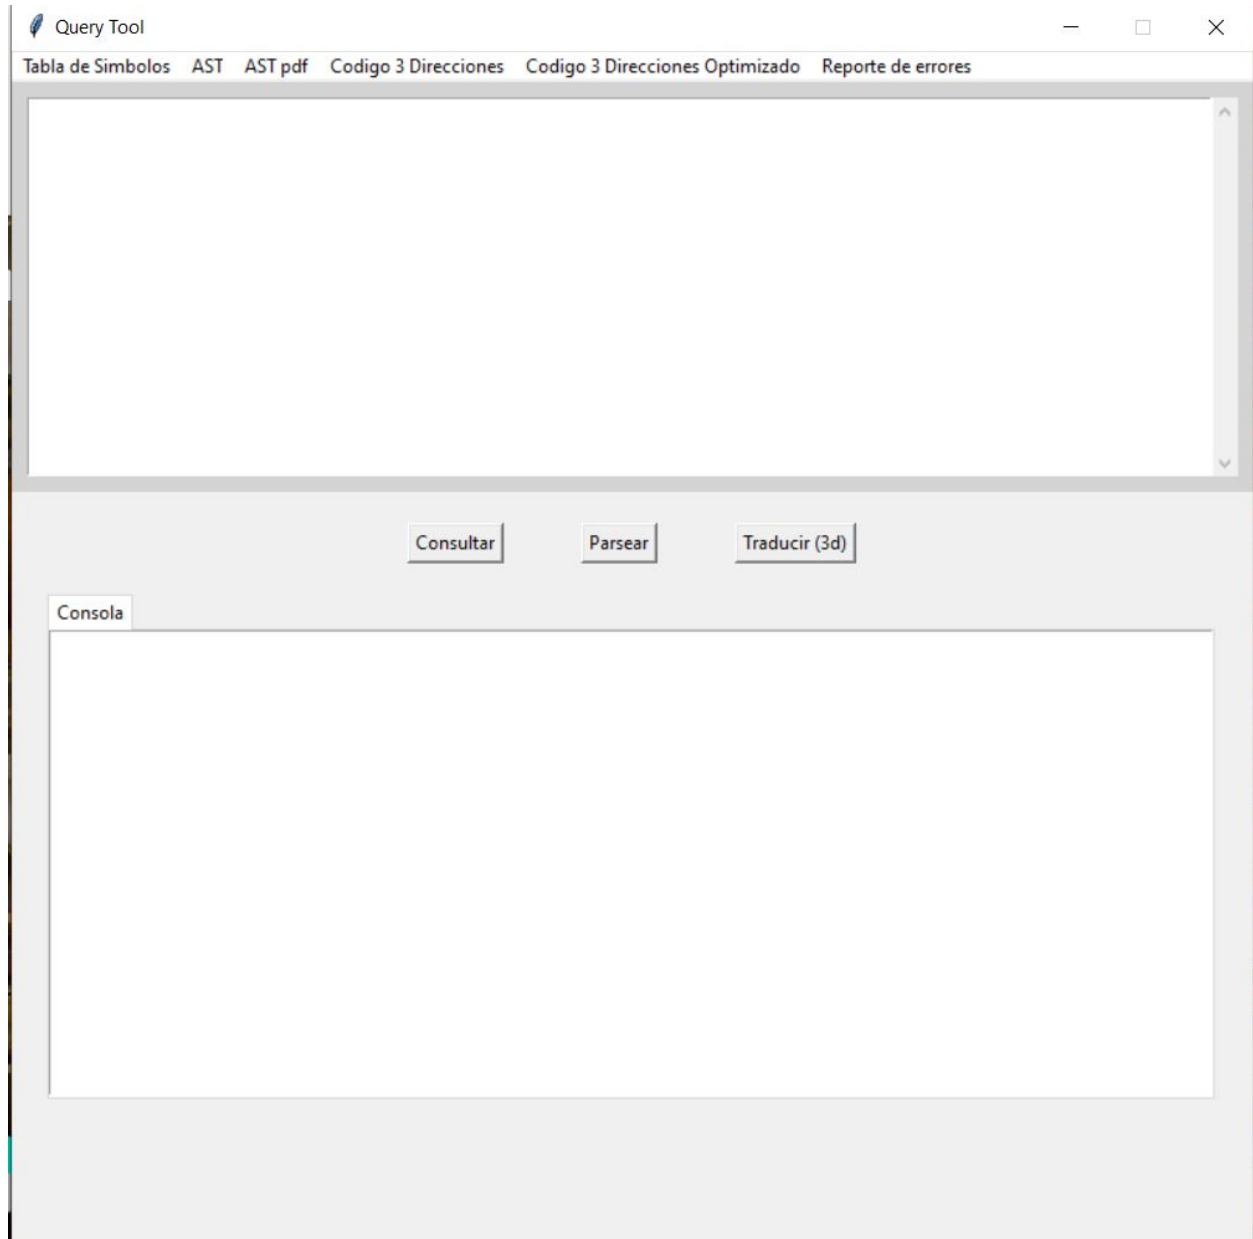 Query Tool
Tabla de Simbolos AST AST pdf Codigo 3 Direcciones Codigo 3 Direcciones Optimizado Reporte de errores
Consultar Parsear Traducir (3d)
Consola